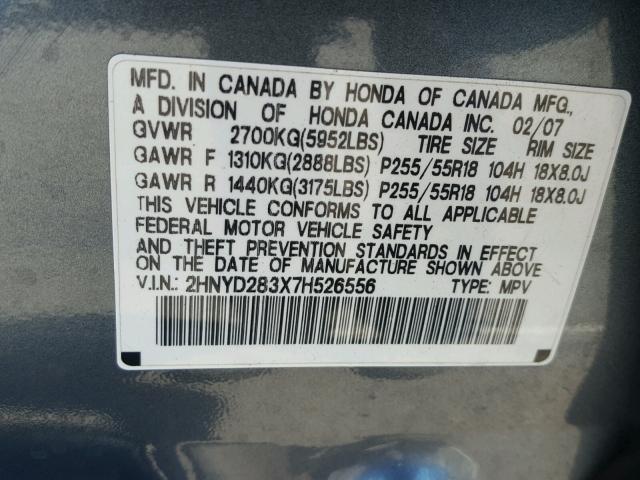 MFD. IN CANADA BY HONDA OF CANADA MFG.,
A DIVISION OF HONDA CANADA INC. 02/07
GVWR 2700KG(5952LBS) TIRE SIZE RIM SIZE
GAWR F 1310KG(2888LBS) P255/55R18 104H 18X8.0J
GAWR R 1440KG(3175LBS) P255/55R18 104H 18X8.0J
THIS VEHICLE CONFORMS TO ALL APPLICABLE
FEDERAL MOTOR VEHICLE SAFETY
AND THEFT PREVENTION STANDARDS IN EFFECT
ON THE DATE OF MANUFACTURE SHOWN ABOVE
V.I.N.: 2HNYD283X7H526556 TYPE: MPV